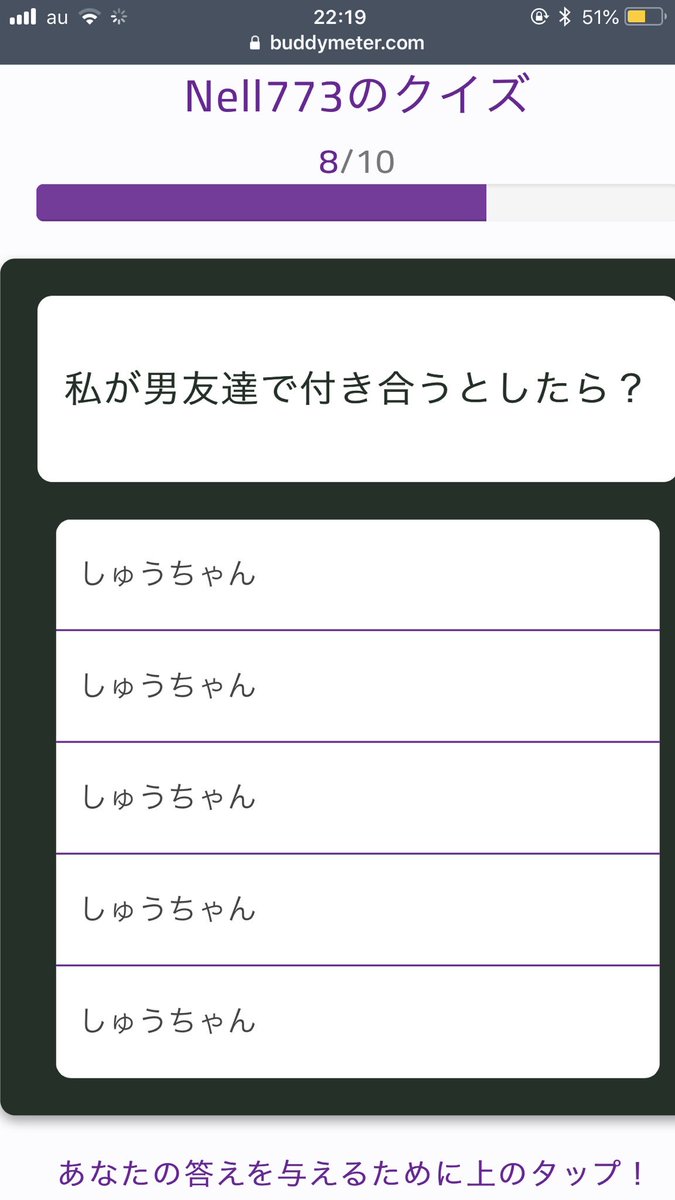 au 22:19 51%
buddymeter.com
Nell773のクイズ
8/10
私が男友達で付き合うとしたら？
しゅうちゃん
しゅうちゃん
しゅうちゃん
しゅうちゃん
しゅうちゃん
あなたの答えを与えるために上のタップ！